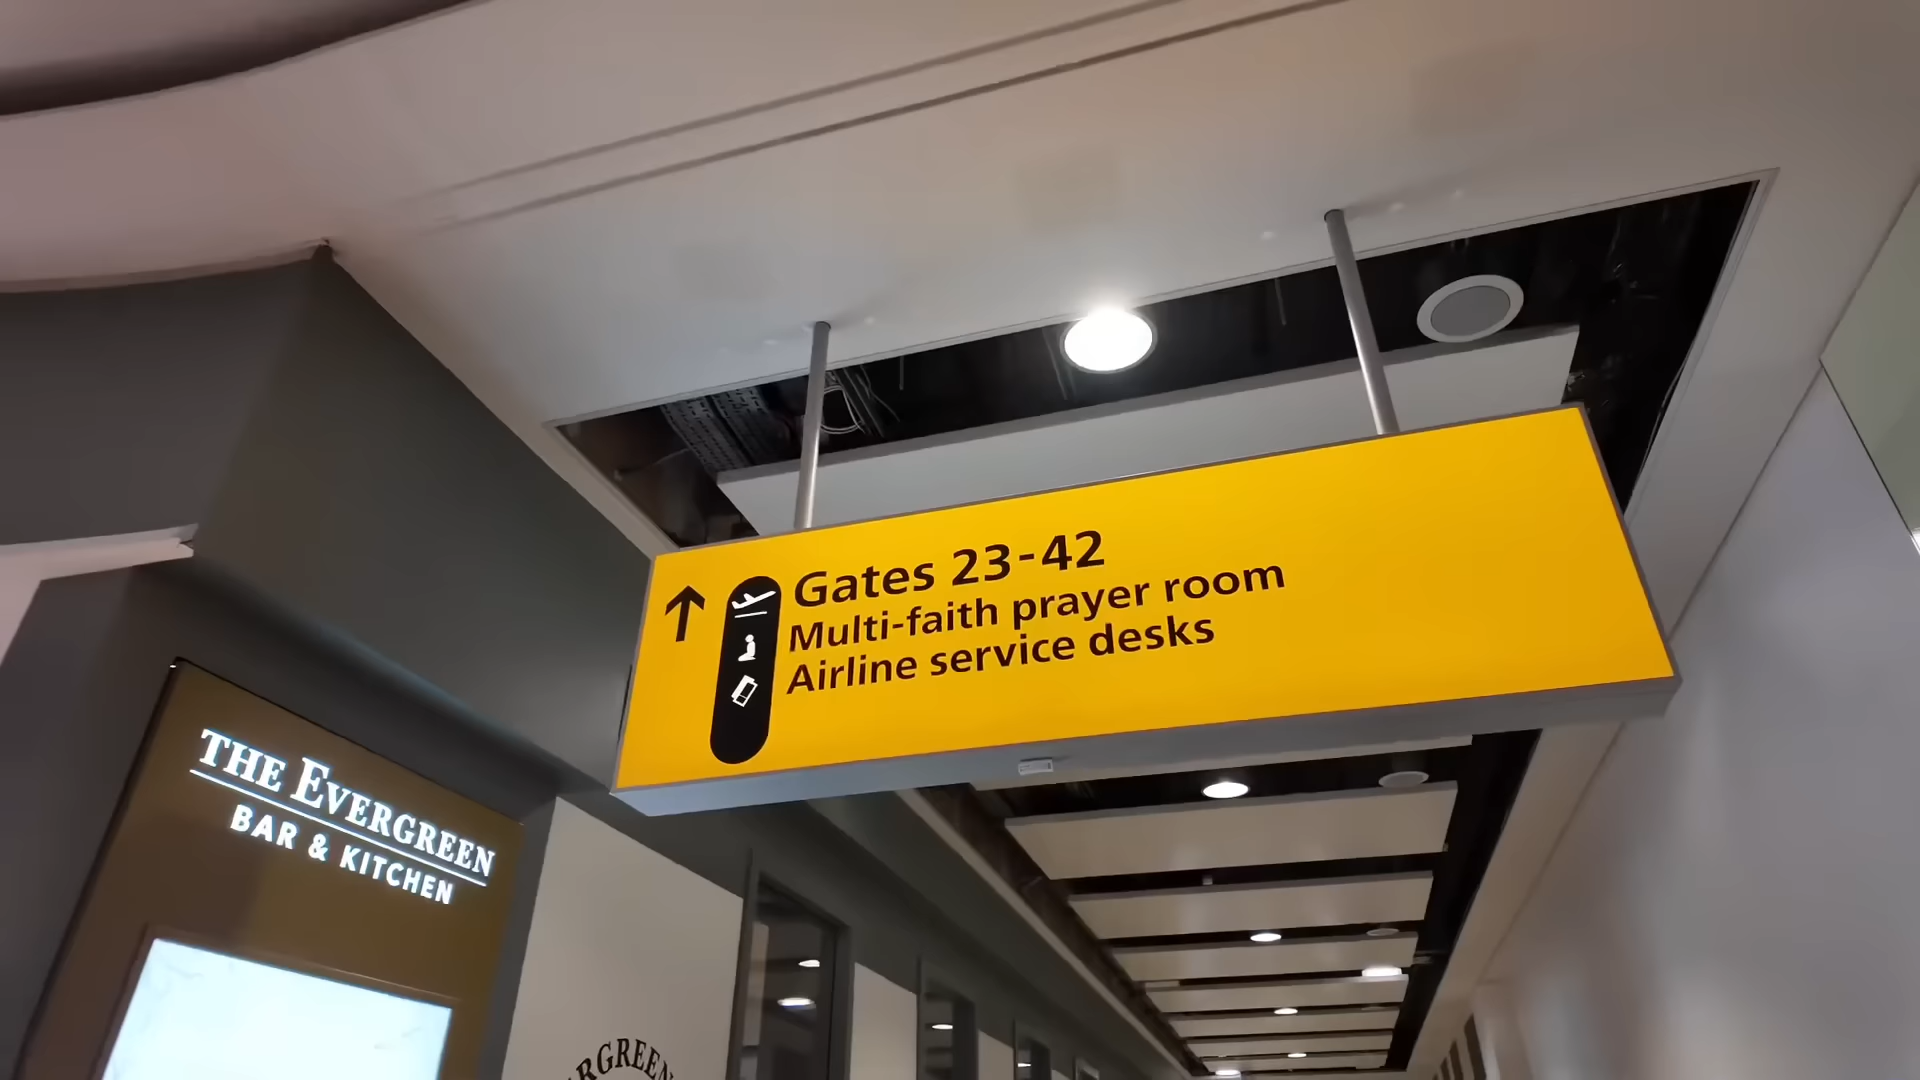 Gates 23-42
Multi-faith prayer room
Airline service desks
THE EVERGREEN
BAR & KITCHEN